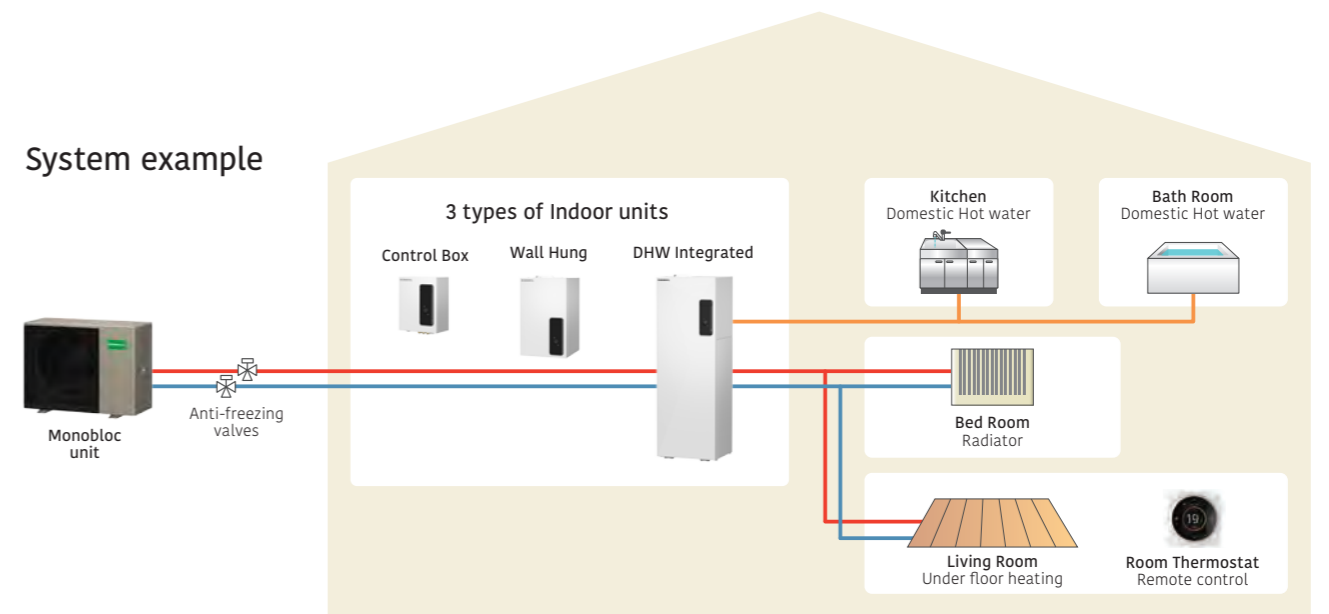 System example
3 types of Indoor units
Control Box
Wall Hung
DHW Integrated
Kitchen
Domestic Hot water
Bath Room
Domestic Hot water
Monobloc
unit
Anti-freezing
valves
Bed Room
Radiator
Living Room
Under floor heating
19
Room Thermostat
Remote control